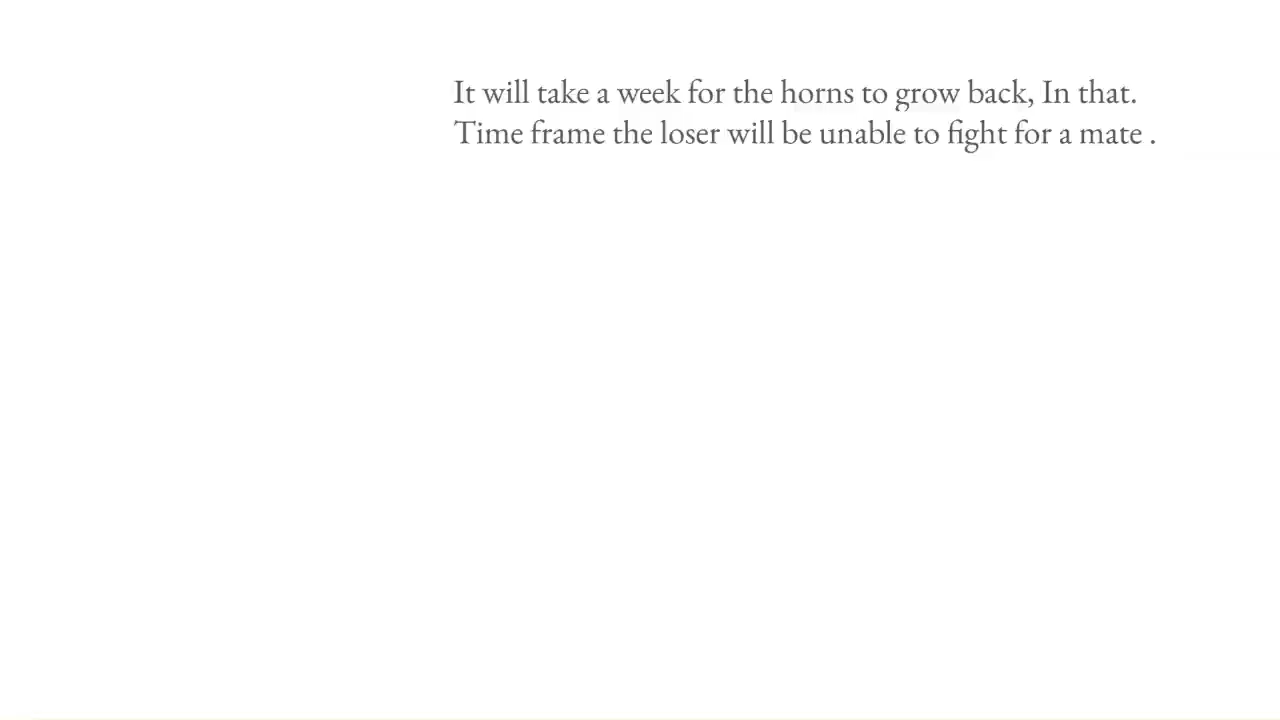 It will take a week for the horns to grow back, In that.
Time frame the loser will be unable to fight for a mate .